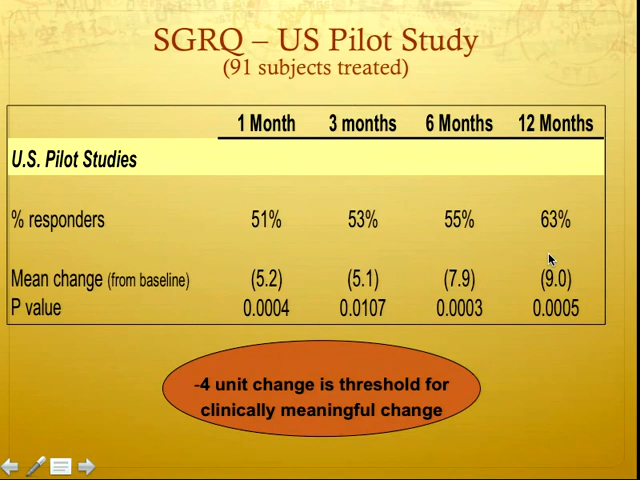 SGRQ – US Pilot Study
(91 subjects treated)
1 Month 3 months 6 Months 12 Months
U.S. Pilot Studies
% responders 51% 53% 55% 63%
Mean change (from baseline) (5.2) (5.1) (7.9) (9.0)
P value 0.0004 0.0107 0.0003 0.0005
-4 unit change is threshold for
clinically meaningful change